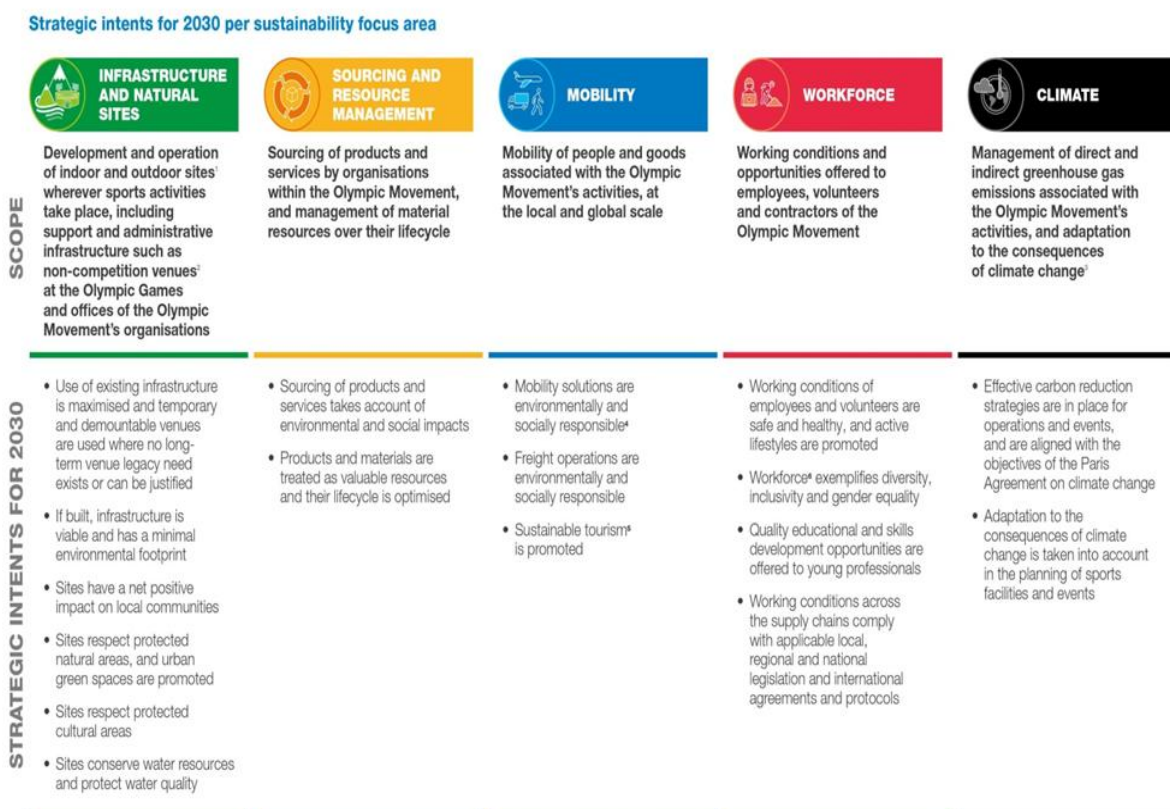 Strategic intents for 2030 per sustainability focus area
INFRASTRUCTURE
AND NATURAL
SITES
SOURCING AND
RESOURCE
MANAGEMENT
MOBILITY
WORKFORCE
CLIMATE
SCOPE
Development and operation
of indoor and outdoor sites¹
wherever sports activities
take place, including
support and administrative
infrastructure such as
non-competition venues²
at the Olympic Games
and offices of the Olympic
Movement's organisations
Sourcing of products and
services by organisations
within the Olympic Movement,
and management of material
resources over their lifecycle
Mobility of people and goods
associated with the Olympic
Movement's activities, at
the local and global scale
Working conditions and
opportunities offered to
employees, volunteers
and contractors of the
Olympic Movement
Management of direct and
indirect greenhouse gas
emissions associated with
the Olympic Movement's
activities, and adaptation
to the consequences
of climate change³
STRATEGIC INTENTS FOR 2030
• Use of existing infrastructure
is maximised and temporary
and demountable venues
are used where no long-
term venue legacy need
exists or can be justified
• If built, infrastructure is
viable and has a minimal
environmental footprint
• Sites have a net positive
impact on local communities
• Sites respect protected
natural areas, and urban
green spaces are promoted
• Sites respect protected
cultural areas
• Sites conserve water resources
and protect water quality
• Sourcing of products and
services takes account of
environmental and social impacts
• Products and materials are
treated as valuable resources
and their lifecycle is optimised
• Mobility solutions are
environmentally and
socially responsible⁴
• Freight operations are
environmentally and
socially responsible
• Sustainable tourism⁵
is promoted
• Working conditions of
employees and volunteers are
safe and healthy, and active
lifestyles are promoted
• Workforce⁶ exemplifies diversity,
inclusivity and gender equality
• Quality educational and skills
development opportunities are
offered to young professionals
• Working conditions across
the supply chains comply
with applicable local,
regional and national
legislation and international
agreements and protocols
• Effective carbon reduction
strategies are in place for
operations and events,
and are aligned with the
objectives of the Paris
Agreement on climate change
• Adaptation to the
consequences of climate
change is taken into account
in the planning of sports
facilities and events